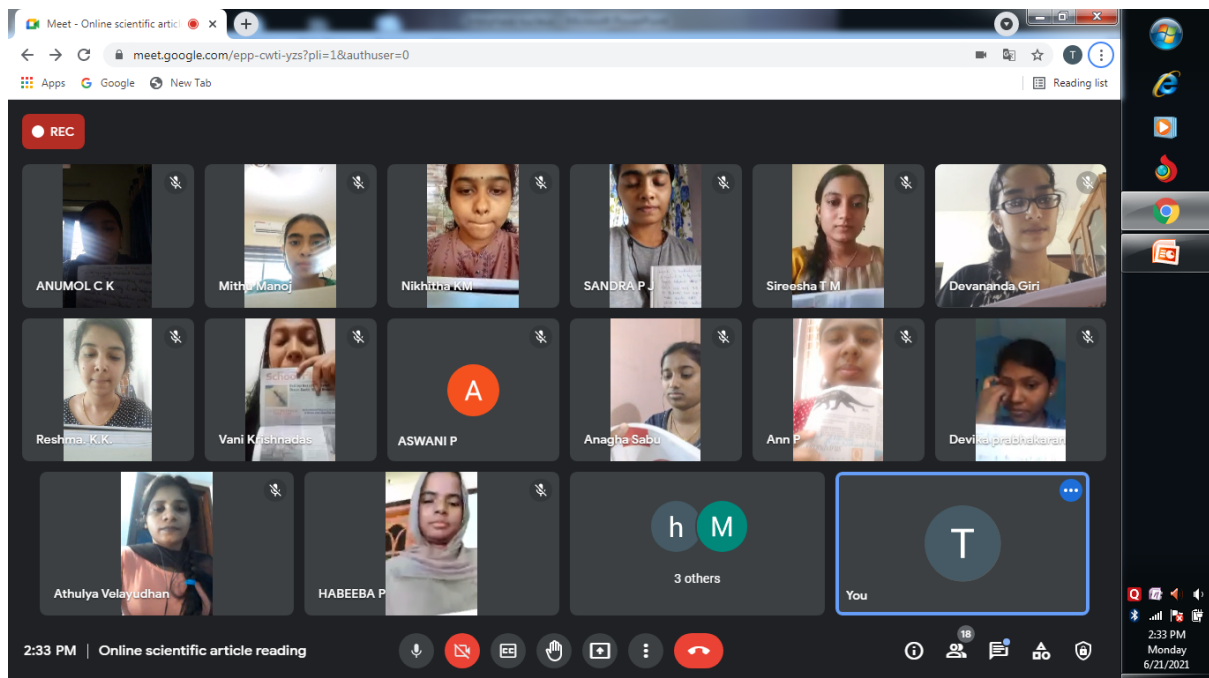 Meet - Online scientific artic
meet.google.com/epp-cwti-yzs?pli=1&authuser=0
T
Apps
G Google
New Tab
Reading list
REC
ANUMOL C K
Mithu Manoj
Nikhitha KM
SANDRA P J
Sireesha T M
Devananda Giri
School
Reshma. K.K.
Vani Krishnadas
A
ASWANI P
Anagha Sabu
Ann P
Devika prabhakaran
Athulya Velayudhan
HABEEBA P
h M
3 others
T
You
2:33 PM | Online scientific article reading
CC
18
2:33 PM
Monday
6/21/2021